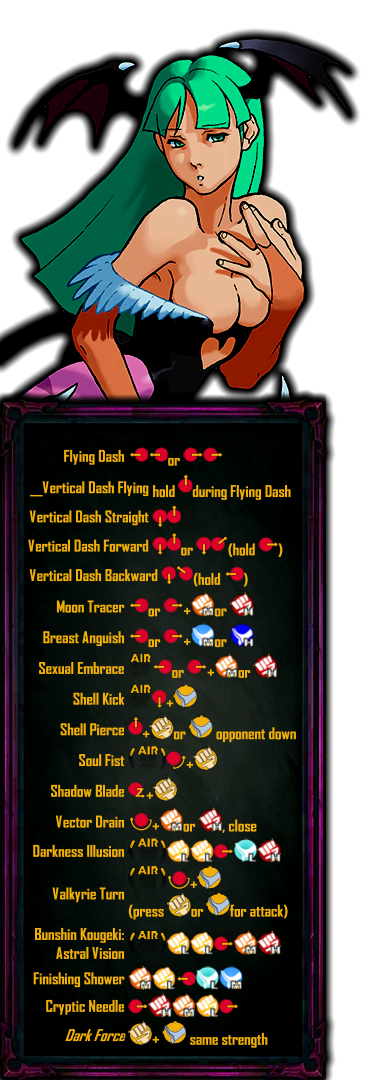 Flying Dash or
__Vertical Dash Flying hold during Flying Dash
Vertical Dash Straight
Vertical Dash Forward or (hold )
Vertical Dash Backward (hold )
Moon Tracer or + M or H
Breast Anguish or + M or H
Sexual Embrace AIR or + M or H
Shell Kick AIR +
Shell Pierce + or opponent down
Soul Fist (AIR) +
Shadow Blade Z +
Vector Drain + M or H, close
Darkness Illusion (AIR) L L L H
Valkyrie Turn (AIR) +
(press or for attack)
Bunshin Kougeki:
Astral Vision (AIR) L L M H
Finishing Shower M L L M
Cryptic Needle H M L
Dark Force + same strength